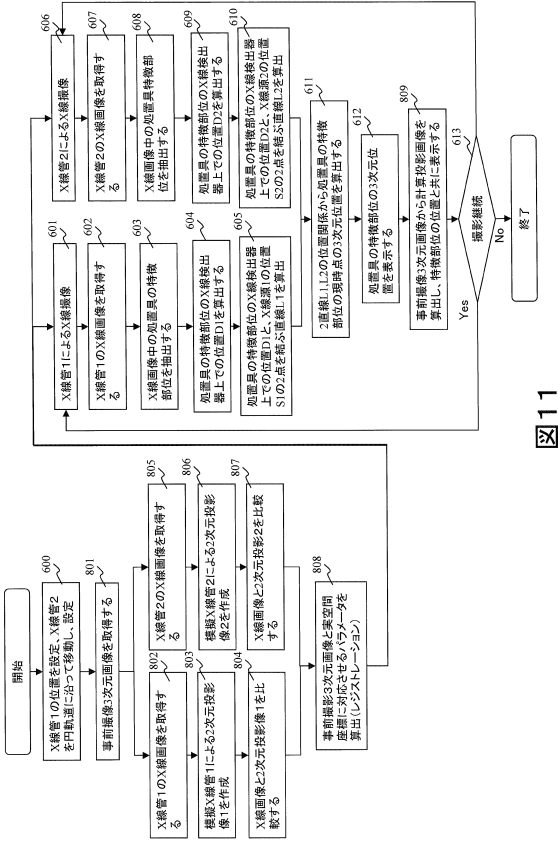 開始
600
X線管1の位置を設定、X線管2
を円軌道に沿って移動し、設定
801
事前撮像3次元画像を取得する
802
X線管1のX線画像を取得す
る
803
模擬X線管1による2次元投影
像1を作成
804
X線画像と2次元投影像1を比
較する
805
X線管2のX線画像を取得す
る
806
模擬X線管2による2次元投影
像2を作成
807
X線画像と2次元投影2を比較
する
808
事前撮影3次元画像と実空間
座標に対応させるパラメータを
算出(レジストレーション)
601
X線管1によるX線撮像
602
X線管1のX線画像を取得す
る
603
X線画像中の処置具の特徴
部位を抽出する
604
処置具の特徴部位のX線検出
器上での位置D1を算出する
605
処置具の特徴部位のX線検出器
上での位置D1と、X線源1の位置
S1の2点を結ぶ直線L1を算出
606
X線管2によるX線撮像
607
X線管2のX線画像を取得す
る
608
X線画像中の処置具特徴部
位を抽出する
609
処置具の特徴部位のX線検出
器上での位置D2を算出する
610
処置具の特徴部位のX線検出器
上での位置D2と、X線源2の位置
S2の2点を結ぶ直線L2を算出
611
2直線L1、L2の位置関係から処置具の特徴
部位の現時点の3次元位置を算出する
612
処置具の特徴部位の3次元位
置を表示する
809
事前撮影3次元画像から計算投影画像を
算出し、特徴部位の位置と共に表示する
613
撮影継続
Yes
No
終了
図11